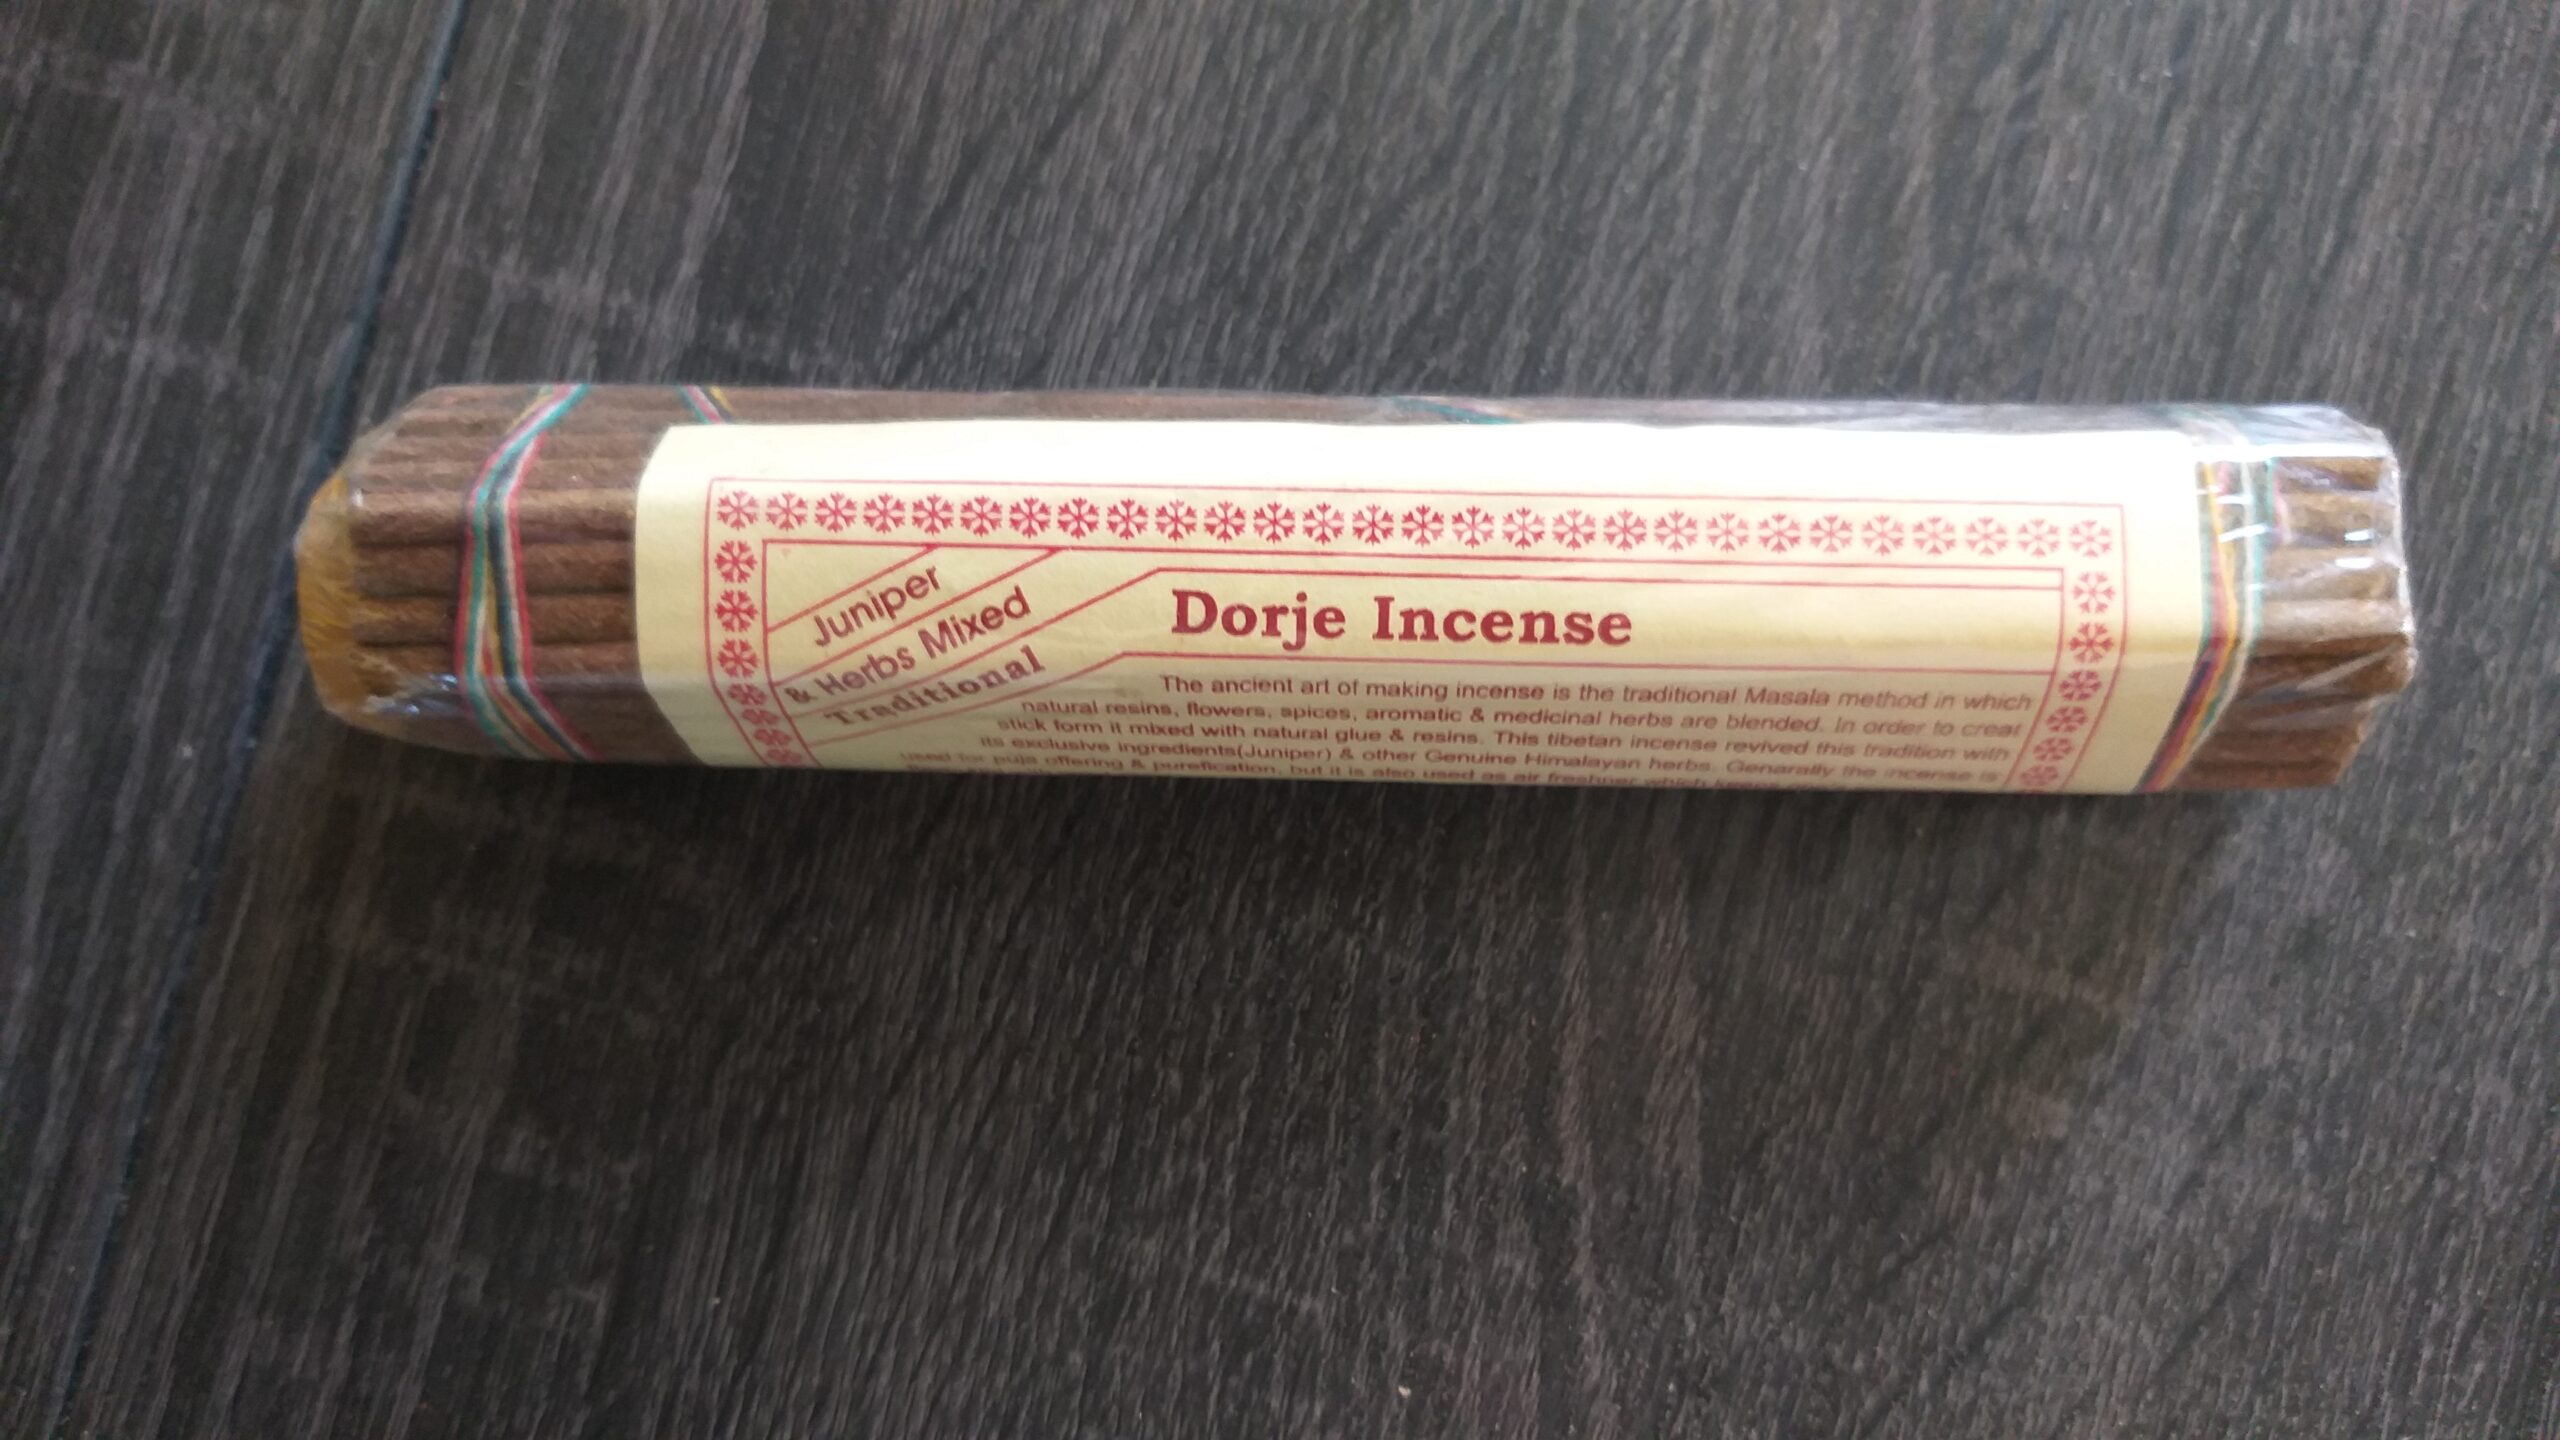 Juniper
& Herbs Mixed
Traditional
Dorje Incense
The ancient art of making incense is the traditional Masala method in which
natural resins, flowers, spices, aromatic & medicinal herbs are blended. In order to creat
stick form it mixed with natural glue & resins. This tibetan incense revived this tradition with
its exclusive ingredients(Juniper) & other Genuine Himalayan herbs. Genarally the incense is
used for puja offering & purefication, but it is also used as air freshner which